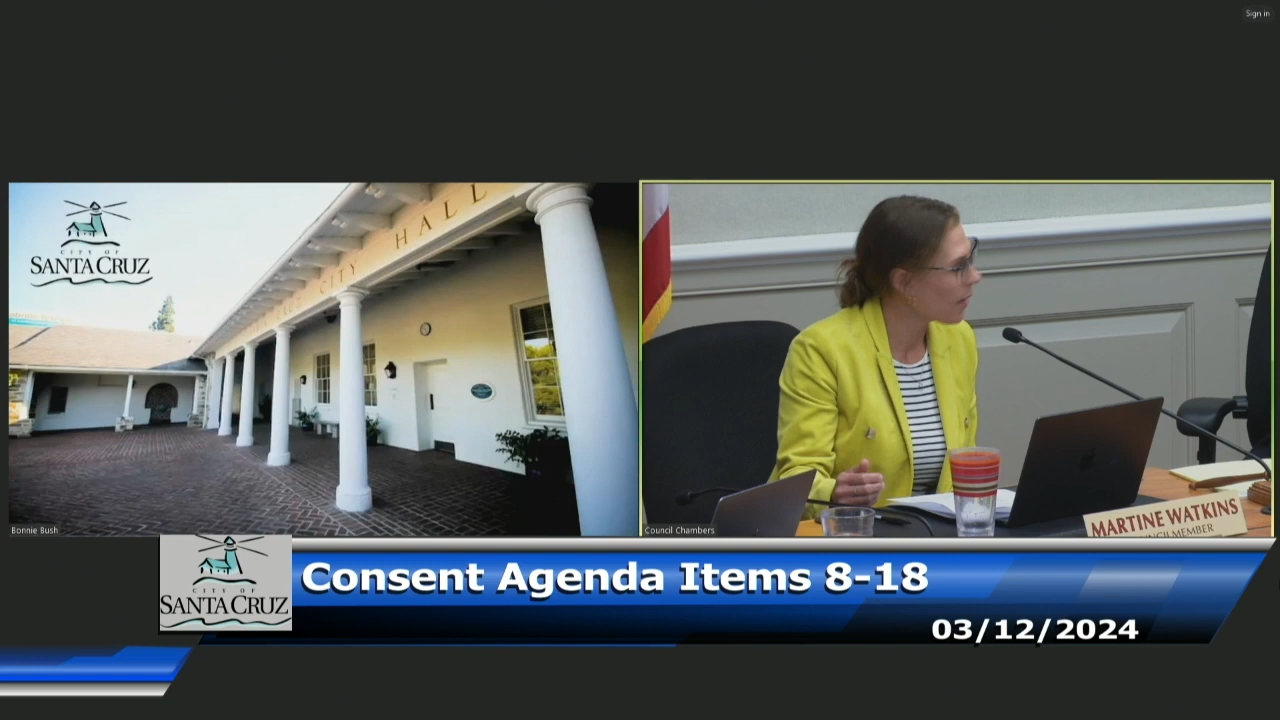 Sign in
CITY OF
SANTA CRUZ
CITY HALL
Bonnie Bush
Council Chambers
MARTINE WATKINS
COUNCILMEMBER
CITY OF
SANTA CRUZ
Consent Agenda Items 8-18
03/12/2024